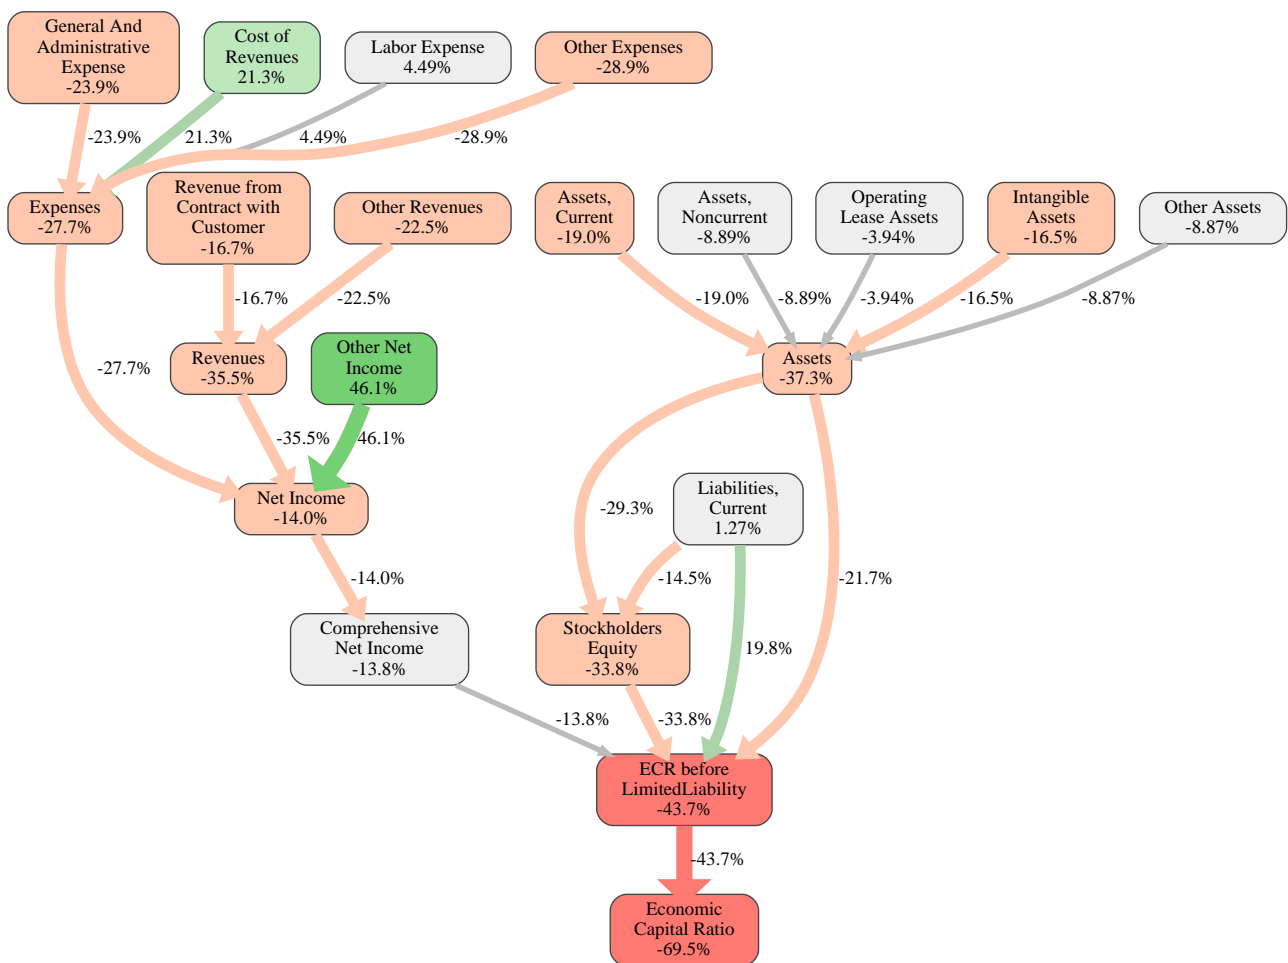 General And
Administrative
Expense
-23.9%
Cost of
Revenues
21.3%
Labor Expense
4.49%
Other Expenses
-28.9%
-23.9%
21.3%
4.49%
-28.9%
Expenses
-27.7%
Revenue from
Contract with
Customer
-16.7%
Other Revenues
-22.5%
Assets,
Current
-19.0%
Assets,
Noncurrent
-8.89%
Operating
Lease Assets
-3.94%
Intangible
Assets
-16.5%
Other Assets
-8.87%
-16.7%
-22.5%
-19.0%
-8.89%
-3.94%
-16.5%
-8.87%
-27.7%
Revenues
-35.5%
Other Net
Income
46.1%
Assets
-37.3%
-35.5%
46.1%
Net Income
-14.0%
-29.3%
Liabilities,
Current
1.27%
-14.0%
-14.5%
-21.7%
Comprehensive
Net Income
-13.8%
Stockholders
Equity
-33.8%
19.8%
-13.8%
-33.8%
ECR before
LimitedLiability
-43.7%
-43.7%
Economic
Capital Ratio
-69.5%